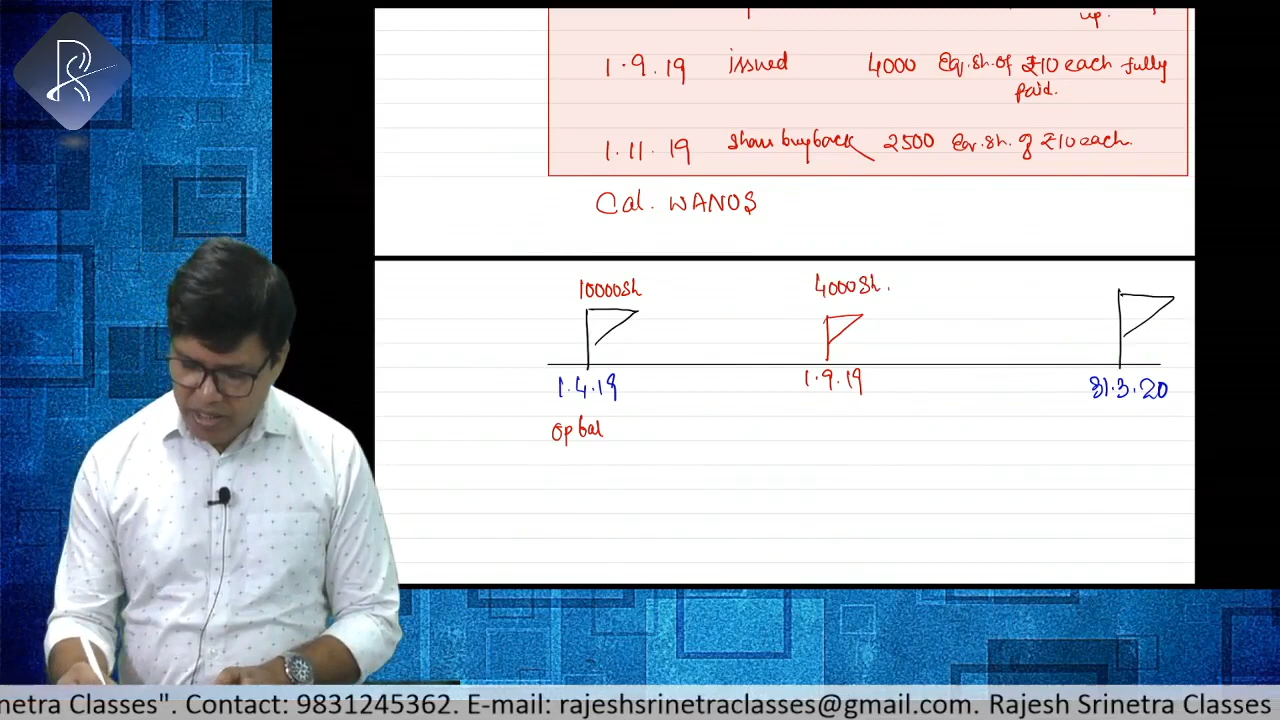 up.
1.9.19 issued 4000 Eq.sh.of ₹10 each fully
paid.
1.11.19 Share buyback 2500 Eq.sh. of ₹10 each.
Cal. WANOS
10000Sh 4000Sh.
1.4.19 1.9.19 31.3.20
Op bal
netra Classes". Contact: 9831245362. E-mail: rajeshsrinetraclasses@gmail.com. Rajesh Srinetra Classes